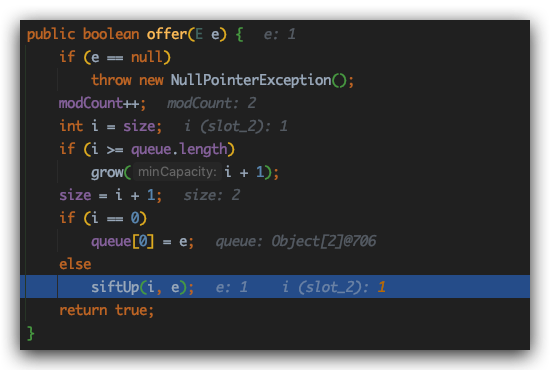 public boolean offer(E e) {  e: 1
    if (e == null)
        throw new NullPointerException();
    modCount++;  modCount: 2
    int i = size;  i (slot_2): 1
    if (i >= queue.length)
        grow( minCapacity: i + 1);
    size = i + 1;  size: 2
    if (i == 0)
        queue[0] = e;  queue: Object[2]@706
    else
        siftUp(i, e);  e: 1  i (slot_2): 1
    return true;
}